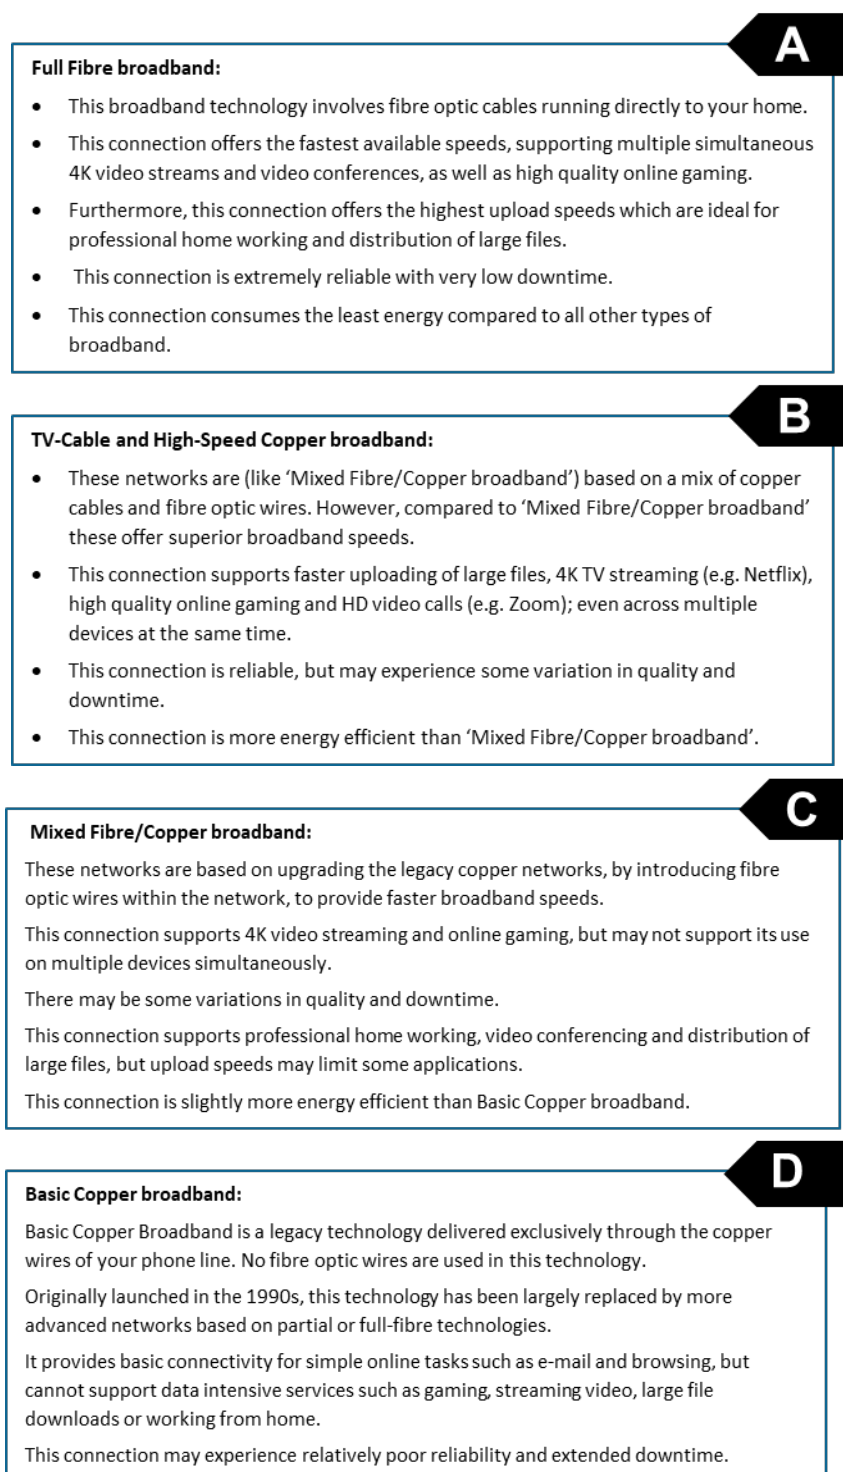 A
Full Fibre broadband:
• This broadband technology involves fibre optic cables running directly to your home.
• This connection offers the fastest available speeds, supporting multiple simultaneous
4K video streams and video conferences, as well as high quality online gaming.
• Furthermore, this connection offers the highest upload speeds which are ideal for
professional home working and distribution of large files.
• This connection is extremely reliable with very low downtime.
• This connection consumes the least energy compared to all other types of
broadband.
B
TV-Cable and High-Speed Copper broadband:
• These networks are (like ‘Mixed Fibre/Copper broadband’) based on a mix of copper
cables and fibre optic wires. However, compared to ‘Mixed Fibre/Copper broadband’
these offer superior broadband speeds.
• This connection supports faster uploading of large files, 4K TV streaming (e.g. Netflix),
high quality online gaming and HD video calls (e.g. Zoom); even across multiple
devices at the same time.
• This connection is reliable, but may experience some variation in quality and
downtime.
• This connection is more energy efficient than ‘Mixed Fibre/Copper broadband’.
C
Mixed Fibre/Copper broadband:
These networks are based on upgrading the legacy copper networks, by introducing fibre
optic wires within the network, to provide faster broadband speeds.
This connection supports 4K video streaming and online gaming, but may not support its use
on multiple devices simultaneously.
There may be some variations in quality and downtime.
This connection supports professional home working, video conferencing and distribution of
large files, but upload speeds may limit some applications.
This connection is slightly more energy efficient than Basic Copper broadband.
D
Basic Copper broadband:
Basic Copper Broadband is a legacy technology delivered exclusively through the copper
wires of your phone line. No fibre optic wires are used in this technology.
Originally launched in the 1990s, this technology has been largely replaced by more
advanced networks based on partial or full-fibre technologies.
It provides basic connectivity for simple online tasks such as e-mail and browsing, but
cannot support data intensive services such as gaming, streaming video, large file
downloads or working from home.
This connection may experience relatively poor reliability and extended downtime.